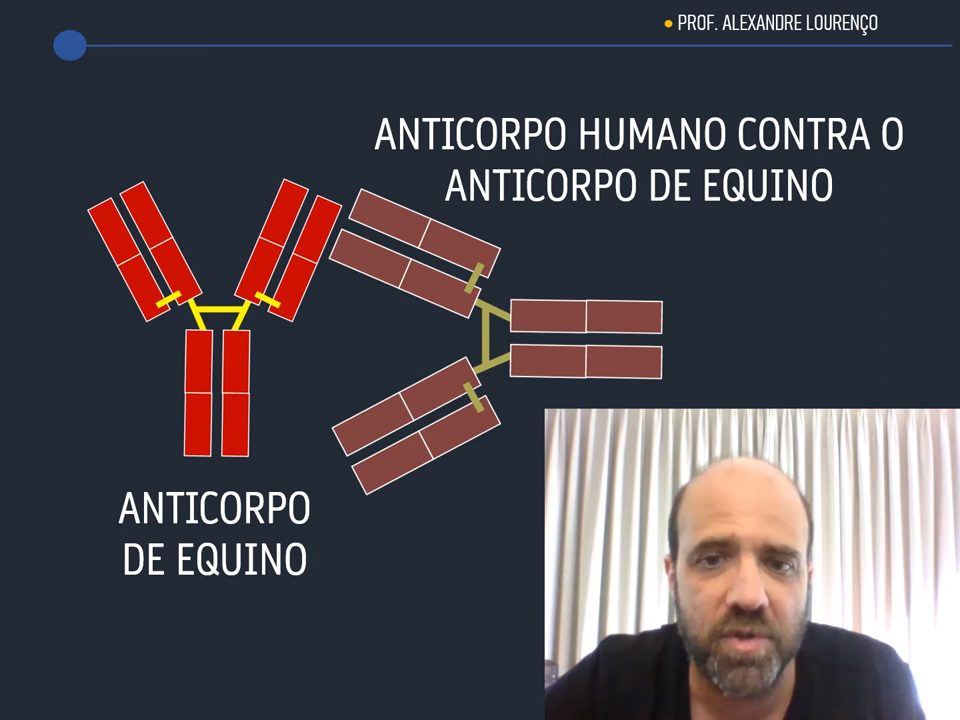 PROF. ALEXANDRE LOURENÇO
ANTICORPO HUMANO CONTRA O
ANTICORPO DE EQUINO
ANTICORPO
DE EQUINO